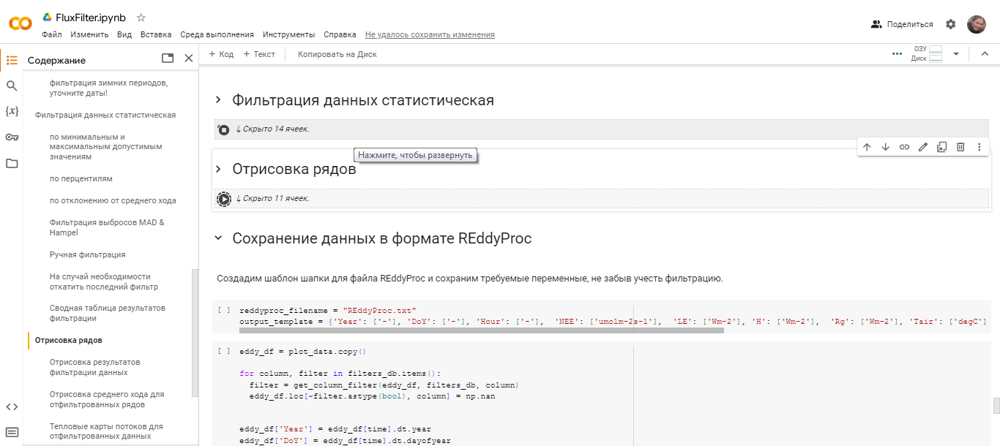 FluxFilter.ipynb
Файл Изменить Вид Вставка Среда выполнения Инструменты Справка Не удалось сохранить изменения
Поделиться
Содержание
+ Код + Текст Копировать на Диск
ОЗУ
Диск
фильтрация зимних периодов,
уточните даты!
Фильтрация данных статистическая
по минимальным и
максимальным допустимым
значениям
по перцентилям
по отклонению от среднего хода
Фильтрация выбросов MAD &
Hampel
Ручная фильтрация
На случай необходимости
откатить последний фильтр
Сводная таблица результатов
фильтрации
Отрисовка рядов
Отрисовка результатов
фильтрации данных
Отрисовка среднего хода для
отфильтрованных рядов
Тепловые карты потоков для
отфильтрованных данных
Фильтрация данных статистическая
↳ Скрыто 14 ячеек.
Нажмите, чтобы развернуть
Отрисовка рядов
↳ Скрыто 11 ячеек.
Сохранение данных в формате REddyProc
Создадим шаблон шапки для файла REddyProc и сохраним требуемые переменные, не забыв учесть фильтрацию.
[ ] reddyproc_filename = "REddyProc.txt"
output_template = {'Year': ['-'], 'DoY': ['-'], 'Hour': ['-'], 'NEE': ['umolm-2s-1'], 'LE': ['Wm-2'], 'H': ['Wm-2'], 'Rg': ['Wm-2'], 'Tair': ['degC']
[ ] eddy_df = plot_data.copy()
for column, filter in filters_db.items():
filter = get_column_filter(eddy_df, filters_db, column)
eddy_df.loc[~filter.astype(bool), column] = np.nan
eddy_df['Year'] = eddy_df[time].dt.year
eddy_df['DoY'] = eddy_df[time].dt.dayofyear